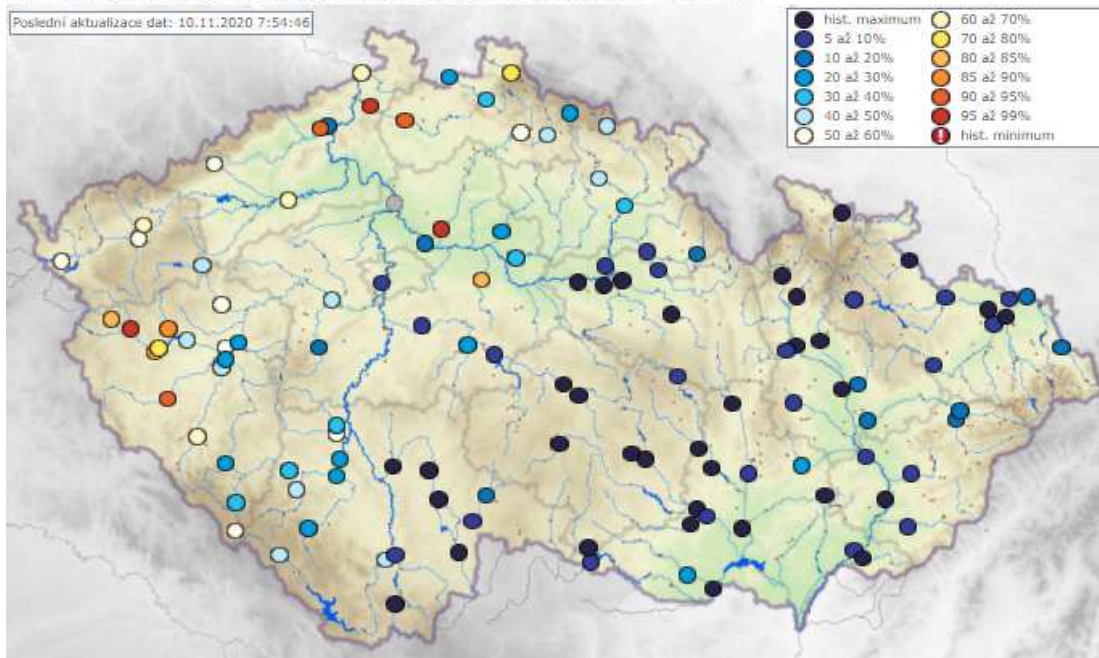 Poslední aktualizace dat: 10.11.2020 7:54:46
hist. maximum
5 až 10%
10 až 20%
20 až 30%
30 až 40%
40 až 50%
50 až 60%
60 až 70%
70 až 80%
80 až 85%
85 až 90%
90 až 95%
95 až 99%
hist. minimum